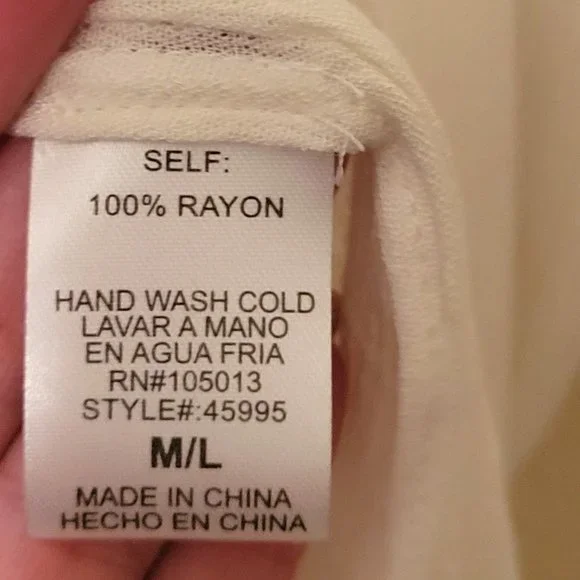 SELF:
100% RAYON
HAND WASH COLD
LAVAR A MANO
EN AGUA FRIA
RN#105013
STYLE#:45995
M/L
MADE IN CHINA
HECHO EN CHINA